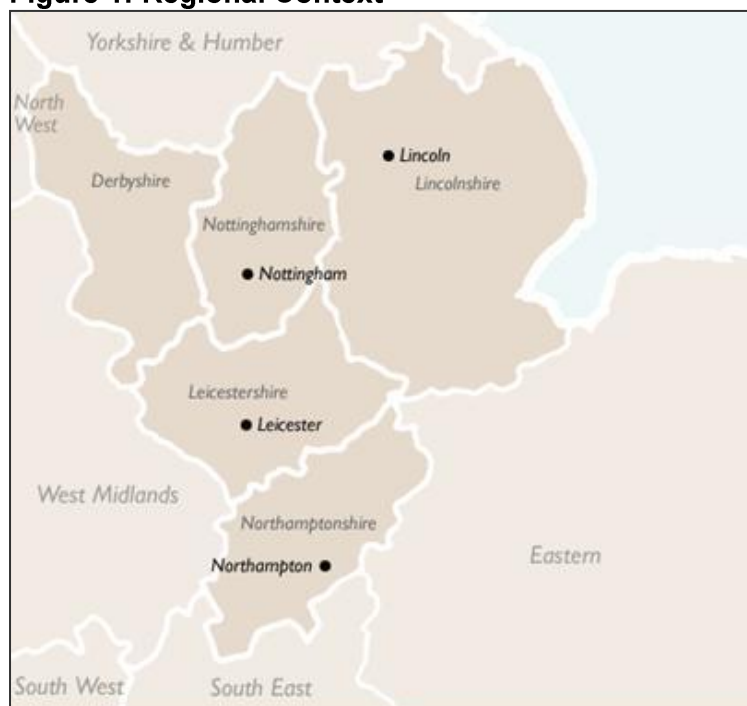 Figure 1: Regional Context
Yorkshire & Humber
North
West
Lincoln
Derbyshire
Lincolnshire
Nottinghamshire
Nottingham
Leicestershire
Leicester
West Midlands
Northamptonshire
Eastern
Northampton
South West
South East